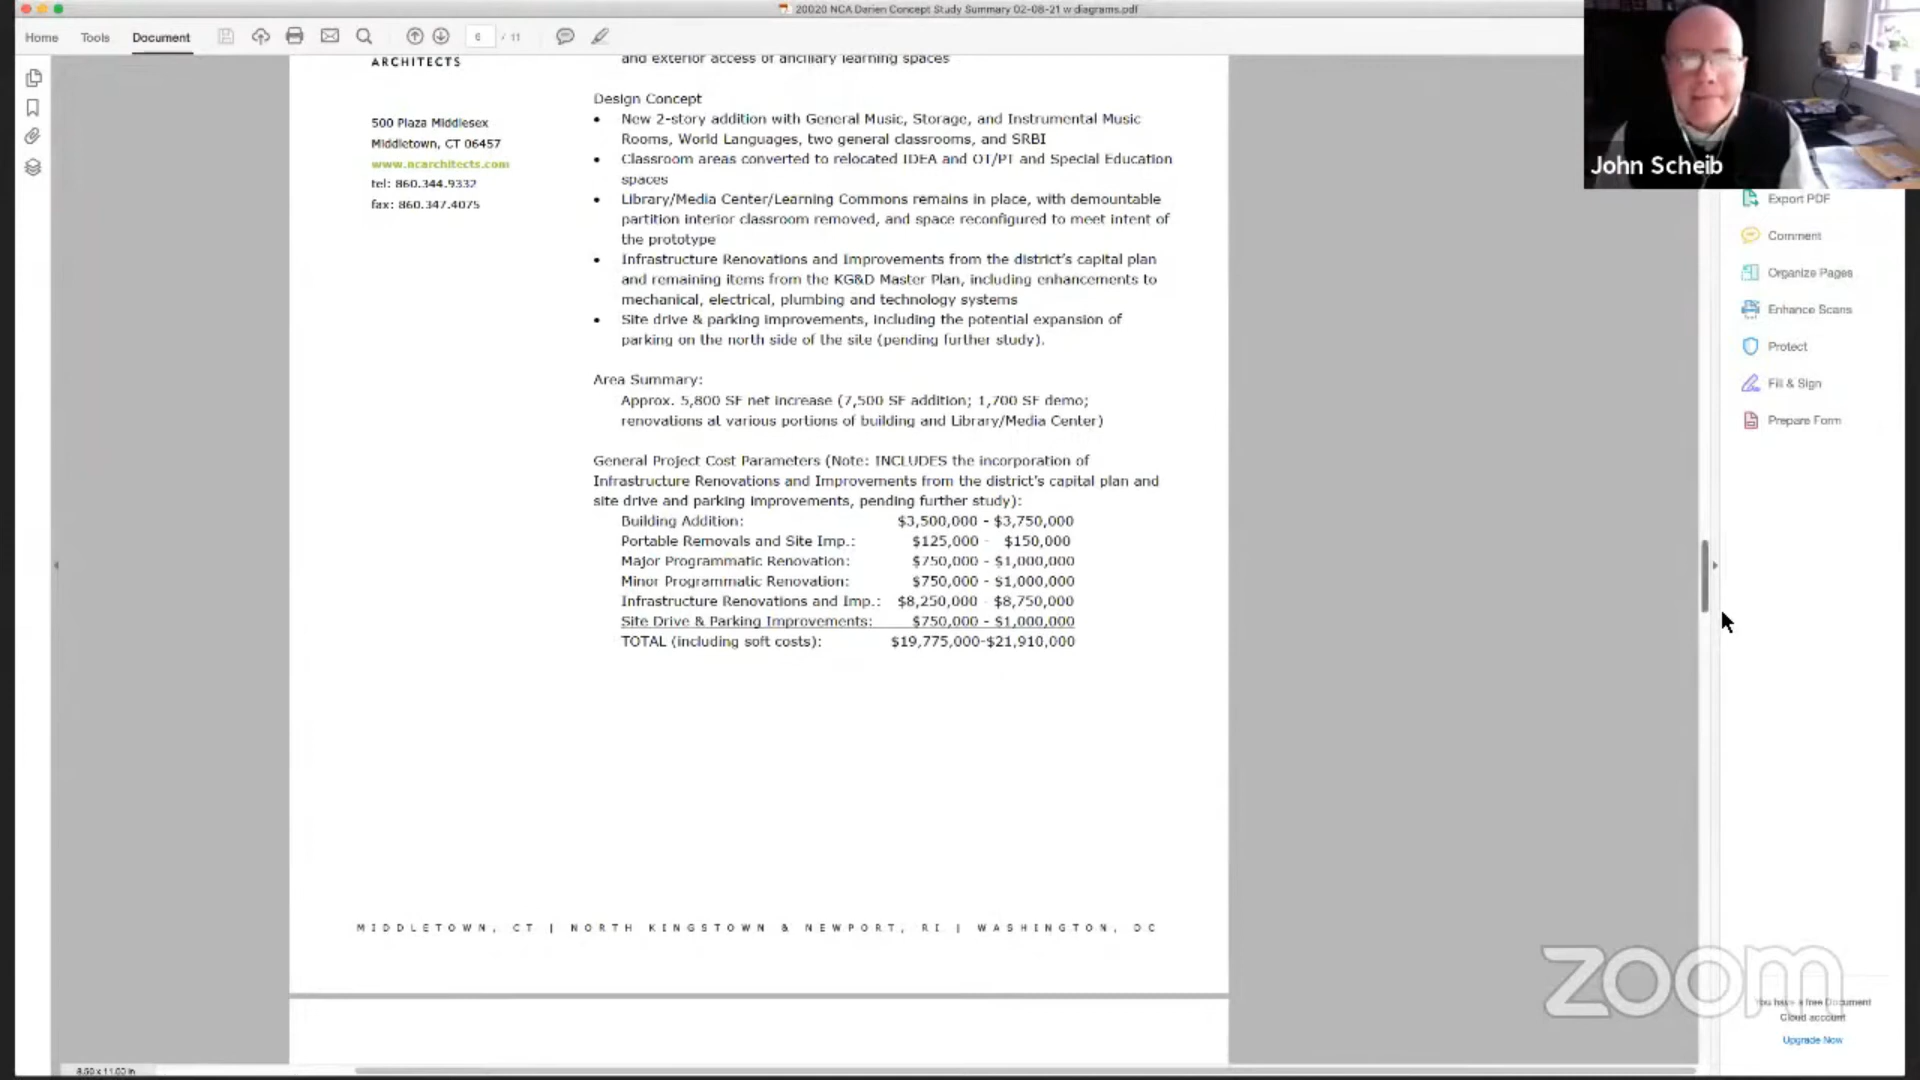 20020 NCA Darien Concept Study Summary 02-08-21 w diagrams.pdf
Home Tools Document 6 / 11
ARCHITECTS
500 Plaza Middlesex
Middletown, CT 06457
www.ncarchitects.com
tel: 860.344.9332
fax: 860.347.4075
and exterior access of ancillary learning spaces
Design Concept
• New 2-story addition with General Music, Storage, and Instrumental Music
Rooms, World Languages, two general classrooms, and SRBI
• Classroom areas converted to relocated IDEA and OT/PT and Special Education
spaces
• Library/Media Center/Learning Commons remains in place, with demountable
partition interior classroom removed, and space reconfigured to meet intent of
the prototype
• Infrastructure Renovations and Improvements from the district's capital plan
and remaining items from the KG&D Master Plan, including enhancements to
mechanical, electrical, plumbing and technology systems
• Site drive & parking improvements, including the potential expansion of
parking on the north side of the site (pending further study).
Area Summary:
Approx. 5,800 SF net increase (7,500 SF addition; 1,700 SF demo;
renovations at various portions of building and Library/Media Center)
General Project Cost Parameters (Note: INCLUDES the incorporation of
Infrastructure Renovations and Improvements from the district's capital plan and
site drive and parking improvements, pending further study):
Building Addition: $3,500,000 - $3,750,000
Portable Removals and Site Imp.: $125,000 - $150,000
Major Programmatic Renovation: $750,000 - $1,000,000
Minor Programmatic Renovation: $750,000 - $1,000,000
Infrastructure Renovations and Imp.: $8,250,000 - $8,750,000
Site Drive & Parking Improvements: $750,000 - $1,000,000
TOTAL (including soft costs): $19,775,000-$21,910,000
MIDDLETOWN, CT | NORTH KINGSTOWN & NEWPORT, RI | WASHINGTON, DC
8.50 x 11.00 in
John Scheib
Export PDF
Comment
Organize Pages
Enhance Scans
Protect
Fill & Sign
Prepare Form
zoom
You have a free Document
Cloud account
Upgrade Now